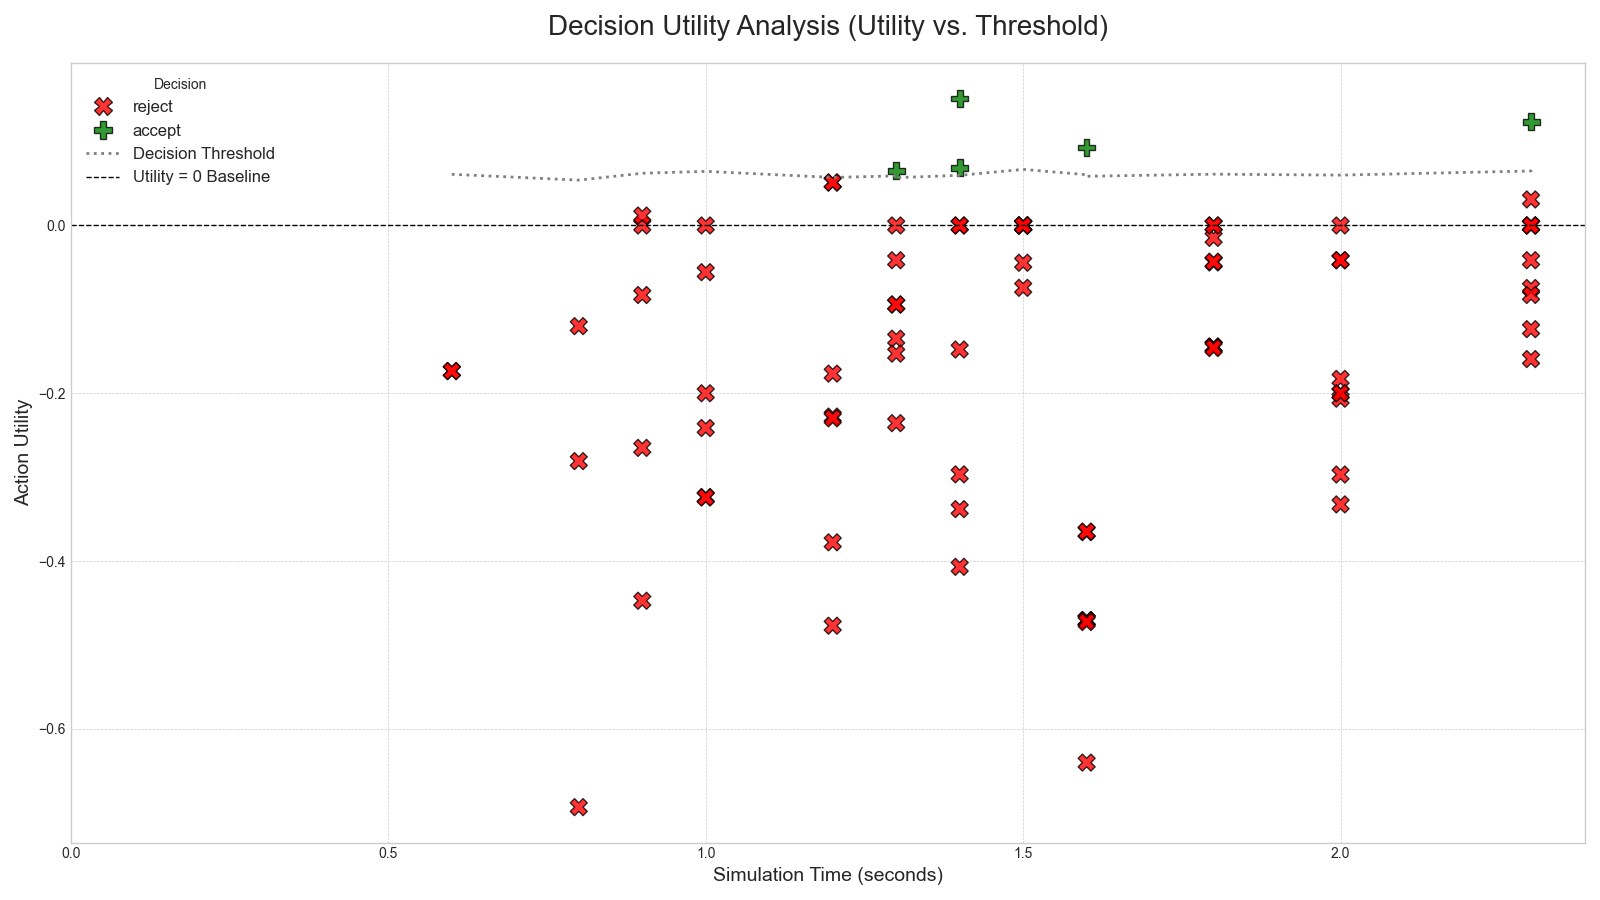 Decision Utility Analysis (Utility vs. Threshold)
Decision
reject
accept
Decision Threshold
Utility = 0 Baseline
Action Utility
0.0
−0.2
−0.4
−0.6
0.0
0.5
1.0
1.5
2.0
Simulation Time (seconds)